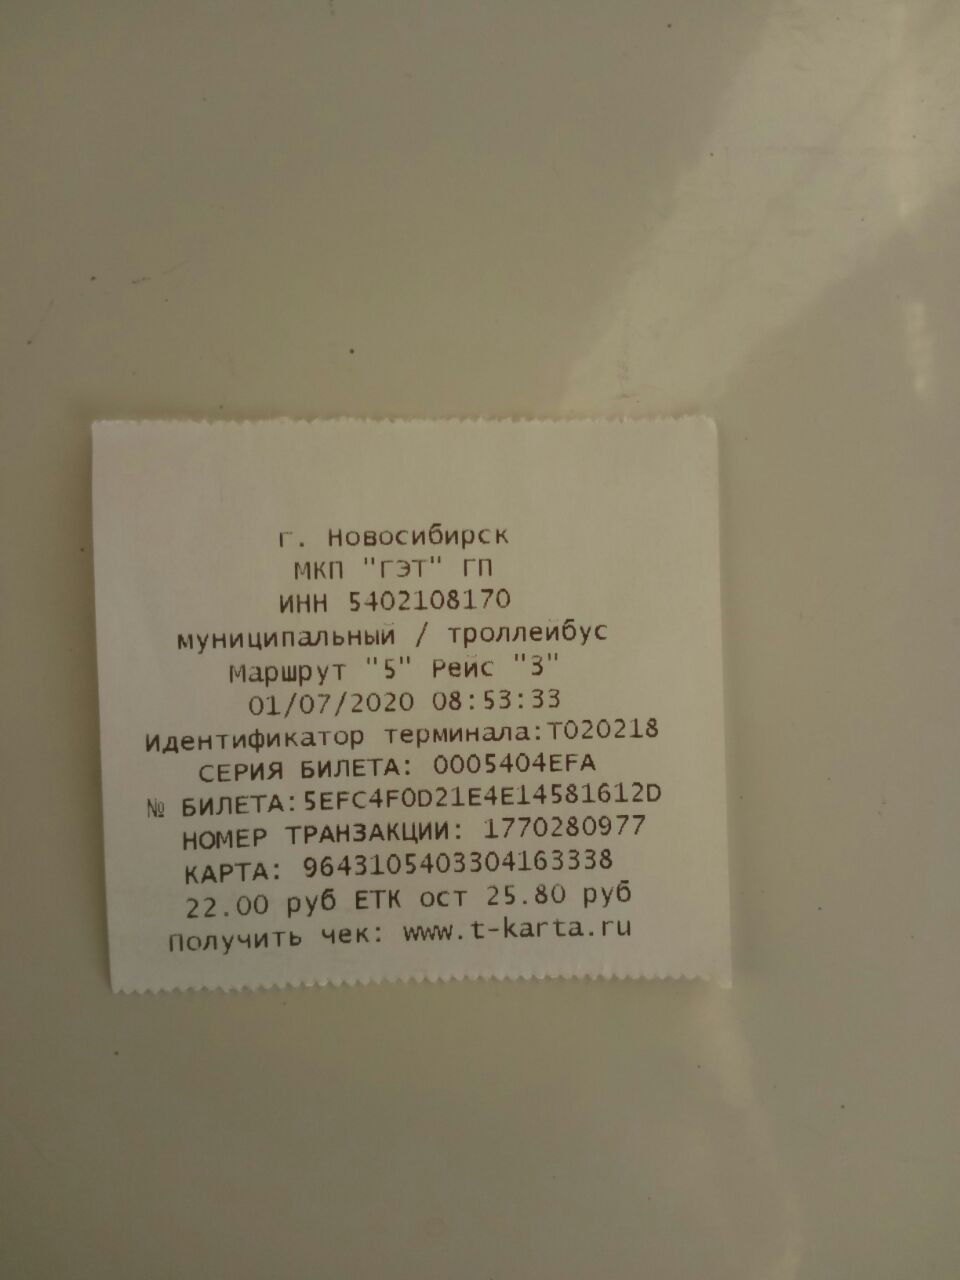 г. Новосибирск
МКП "ГЭТ" ГП
ИНН 5402108170
муниципальный / троллейбус
Маршрут "5" Рейс "3"
01/07/2020 08:53:33
Идентификатор терминала:T020218
СЕРИЯ БИЛЕТА: 0005404EFA
№ БИЛЕТА:5EFC4F0D21E4E14581612D
НОМЕР ТРАНЗАКЦИИ: 1770280977
КАРТА: 9643105403304163338
22.00 руб ЕТК ост 25.80 руб
Получить чек: www.t-karta.ru